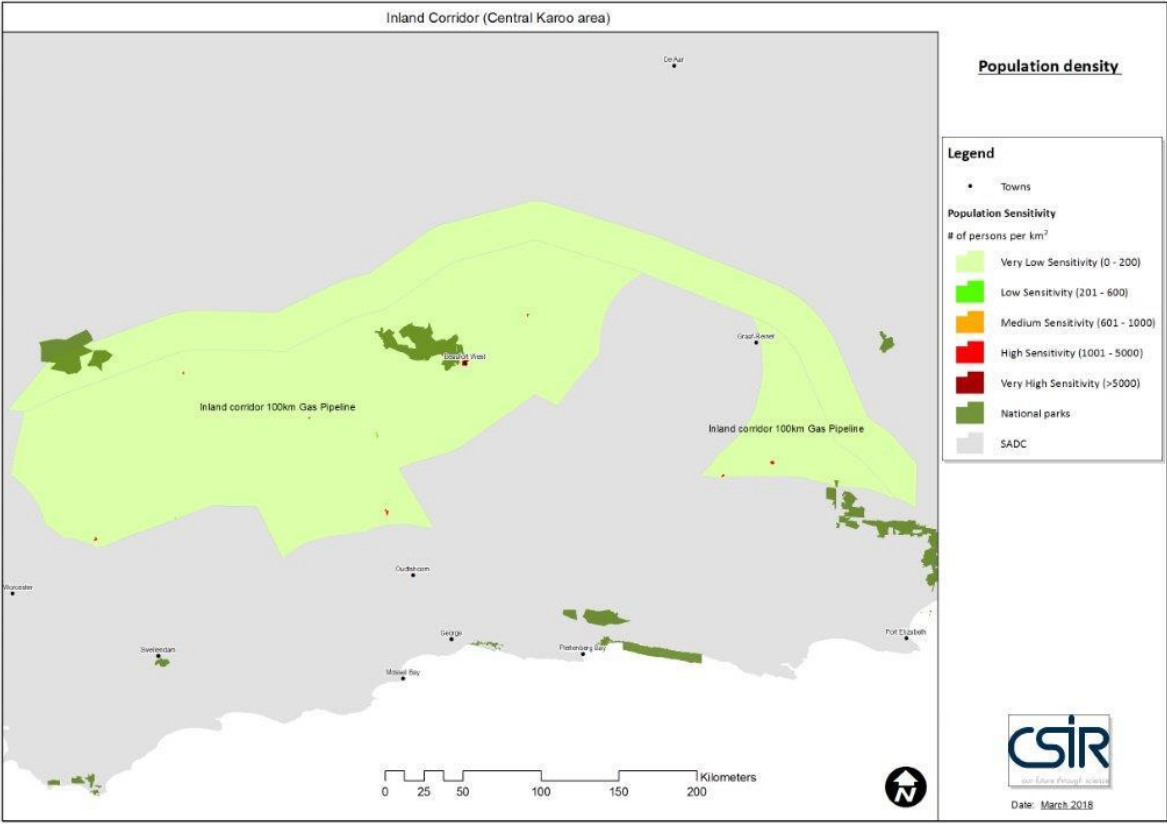 Inland Corridor (Central Karoo area)
De Aar
Graaf-Reinet
Beaufort West
Inland corridor 100km Gas Pipeline
Inland corridor 100km Gas Pipeline
Oudtshoorn
Worcester
George
Port Elizabeth
Swellendam
Plettenberg Bay
Mossel Bay
Kilometers
0 25 50 100 150 200
N
Population density
Legend
Towns
Population Sensitivity
# of persons per km²
Very Low Sensitivity (0 - 200)
Low Sensitivity (201 - 600)
Medium Sensitivity (601 - 1000)
High Sensitivity (1001 - 5000)
Very High Sensitivity (>5000)
National parks
SADC
CSIR
our future through science
Date: March 2018